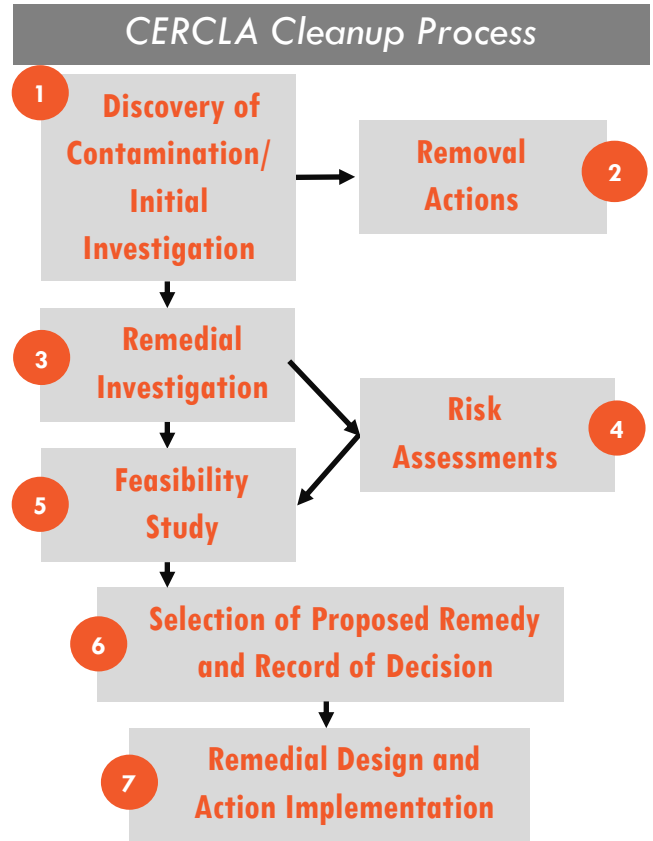 CERCLA Cleanup Process
1
Discovery of
Contamination/
Initial
Investigation
Removal
Actions
2
3
Remedial
Investigation
Risk
Assessments
4
5
Feasibility
Study
6
Selection of Proposed Remedy
and Record of Decision
7
Remedial Design and
Action Implementation